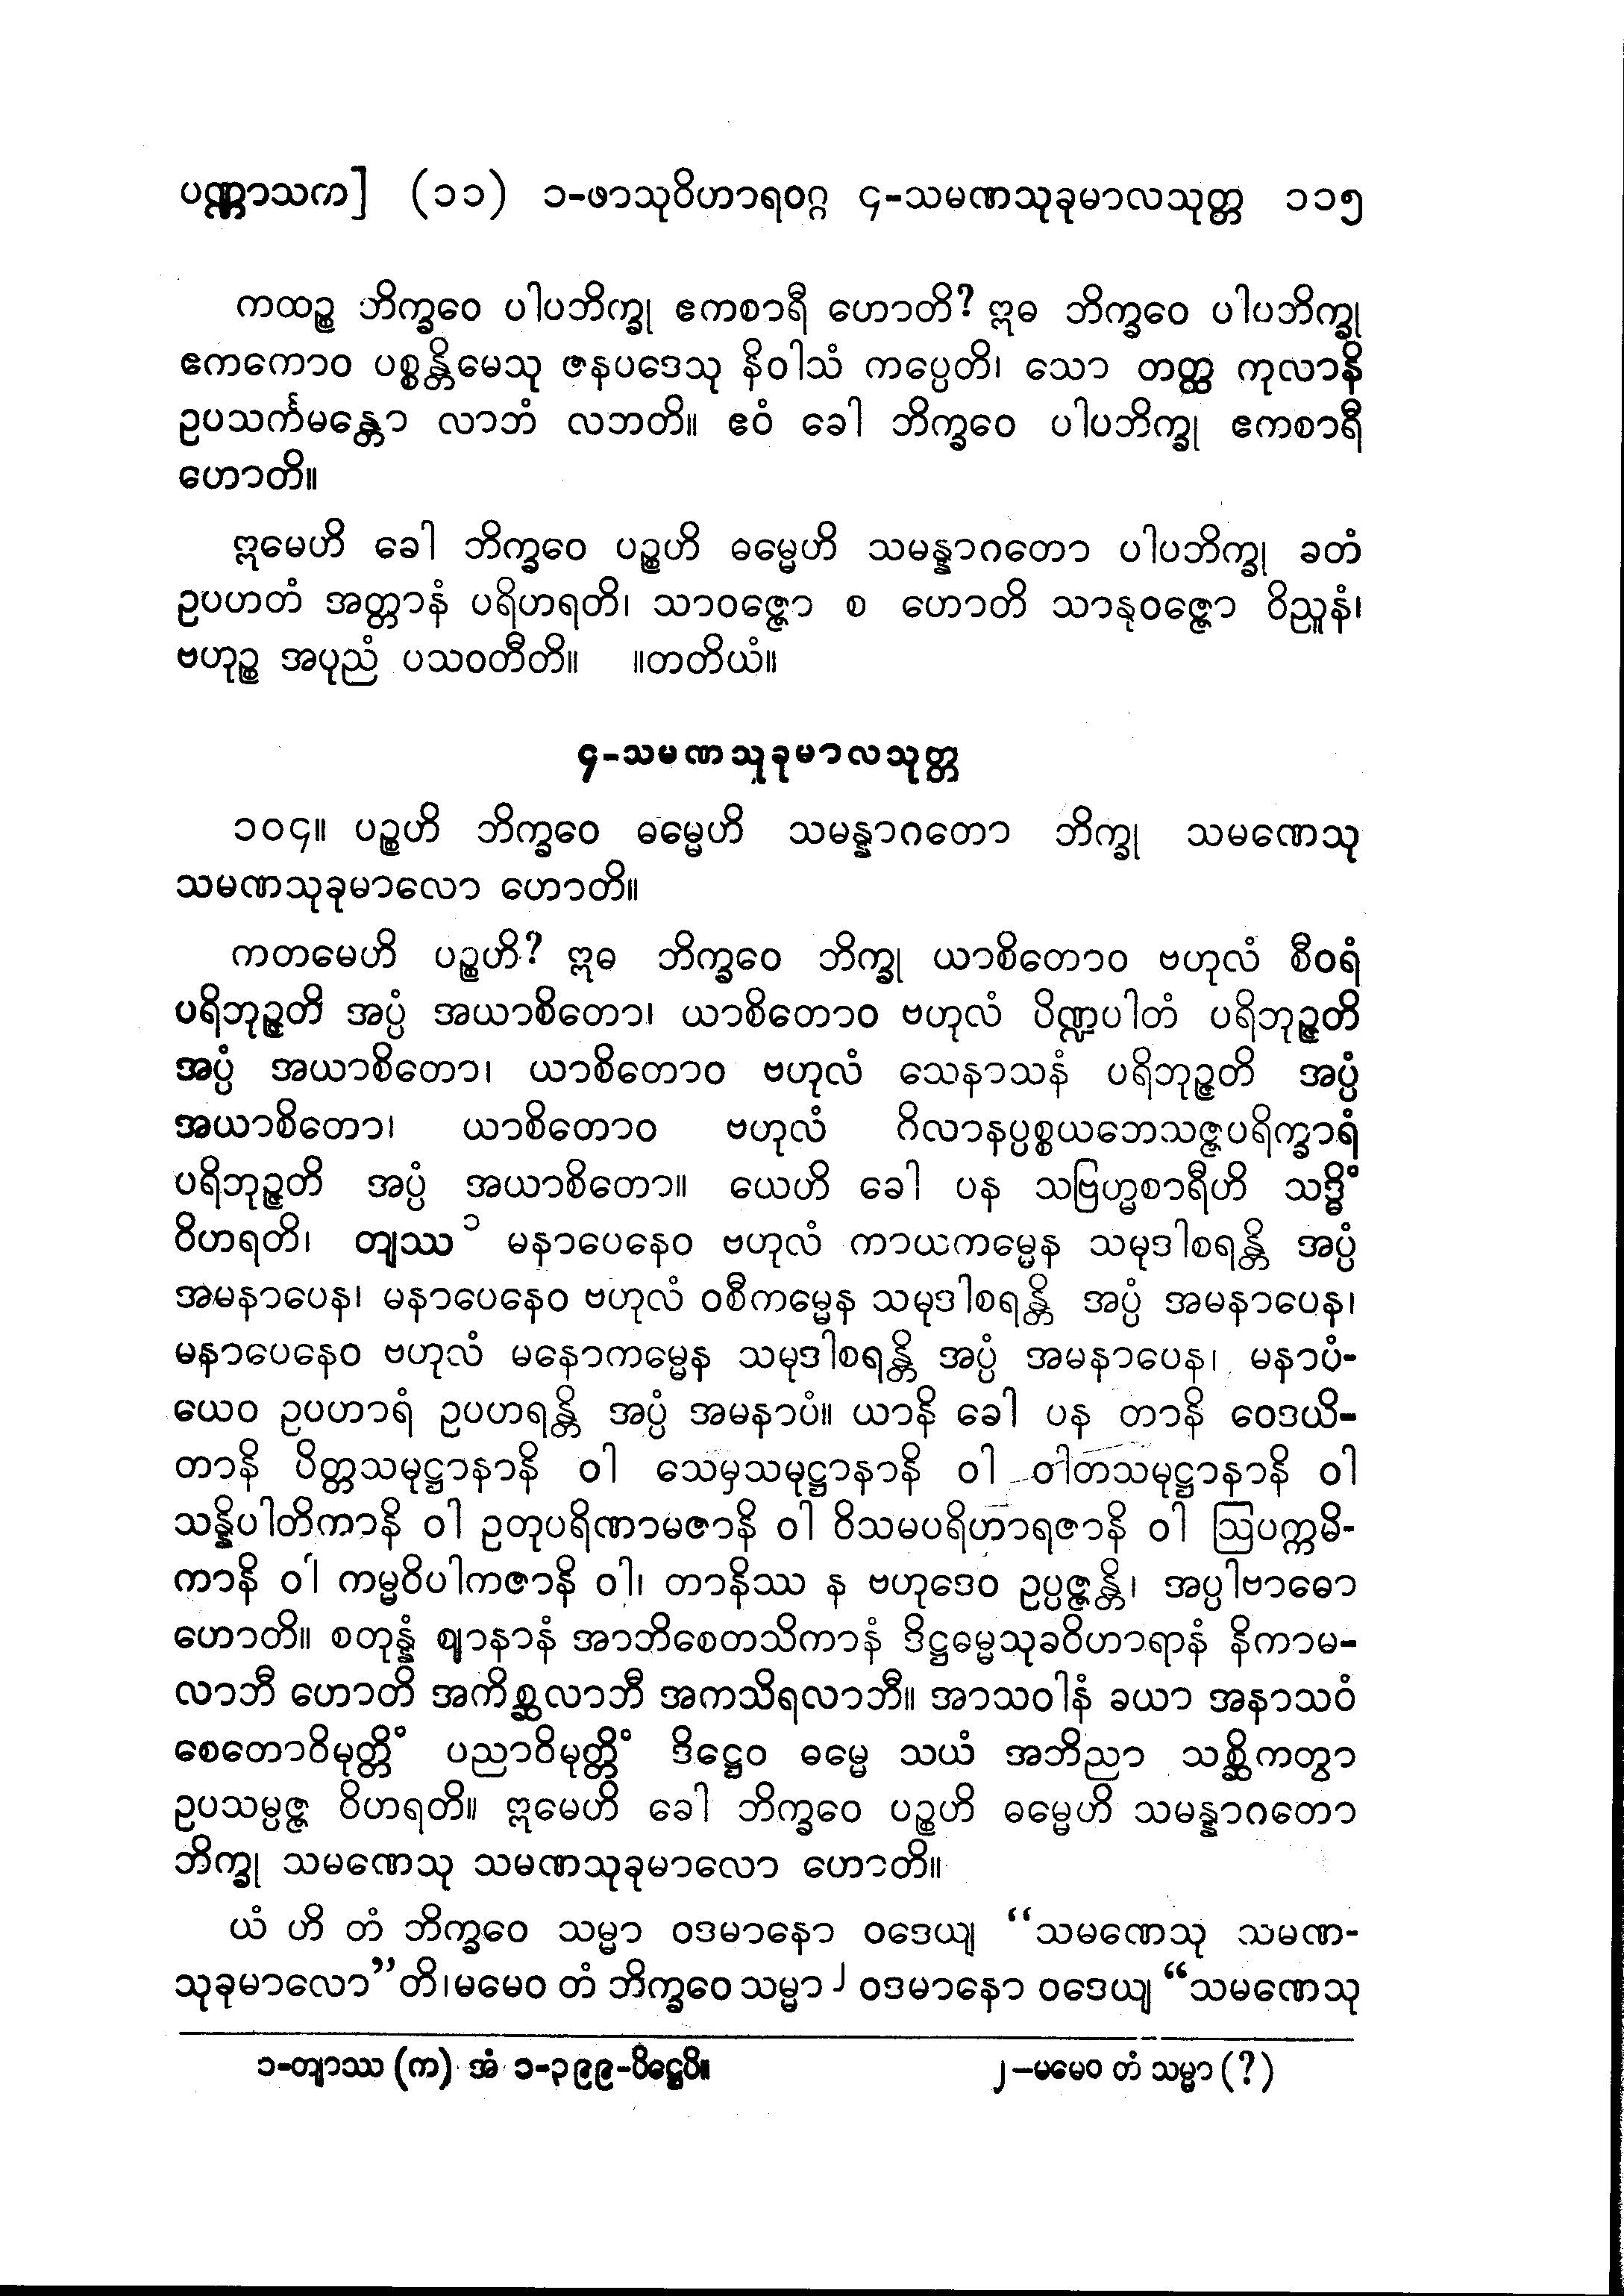 ပဏ္ဏာသက] (၁၁) ၁-ဖာသုဝိဟာရဝဂ္ဂ ၄-သမဏသုခုမာလသုတ္တ ၁၁၅
ကထဉ္စ ဘိက္ခဝေ ပါပဘိက္ခု ဧကစာရီ ဟောတိ? ဣဓ ဘိက္ခဝေ ပါပဘိက္ခု
ဧကကောဝ ပစ္စန္တိမေသု ဇနပဒေသု နိဝါသံ ကပ္ပေတိ၊ သော တတ္ထ ကုလာနိ
ဥပသင်္ကမန္တော လာဘံ လဘတိ။ ဧဝံ ခေါ ဘိက္ခဝေ ပါပဘိက္ခု ဧကစာရီ
ဟောတိ။
ဣမေဟိ ခေါ ဘိက္ခဝေ ပဉ္စဟိ ဓမ္မေဟိ သမန္နာဂတော ပါပဘိက္ခု ခတံ
ဥပဟတံ အတ္တာနံ ပရိဟရတိ၊ သာဝဇ္ဇော စ ဟောတိ သာနုဝဇ္ဇော ဝိညူနံ၊
ဗဟုဉ္စ အပုညံ ပသဝတီတိ။ ။တတိယံ။
၄-သမဏသုခုမာလသုတ္တ
၁၀၄။ ပဉ္စဟိ ဘိက္ခဝေ ဓမ္မေဟိ သမန္နာဂတော ဘိက္ခု သမဏေသု
သမဏသုခုမာလော ဟောတိ။
ကတမေဟိ ပဉ္စဟိ? ဣဓ ဘိက္ခဝေ ဘိက္ခု ယာစိတောဝ ဗဟုလံ စီဝရံ
ပရိဘုဉ္ဇတိ အပ္ပံ အယာစိတော၊ ယာစိတောဝ ဗဟုလံ ပိဏ္ဍပါတံ ပရိဘုဉ္ဇတိ
အပ္ပံ အယာစိတော၊ ယာစိတောဝ ဗဟုလံ သေနာသနံ ပရိဘုဉ္ဇတိ အပ္ပံ
အယာစိတော၊ ယာစိတောဝ ဗဟုလံ ဂိလာနပ္ပစ္စယဘေသဇ္ဇပရိက္ခာရံ
ပရိဘုဉ္ဇတိ အပ္ပံ အယာစိတော။ ယေဟိ ခေါ ပန သဗြဟ္မစာရီဟိ သဒ္ဓိံ
ဝိဟရတိ၊ တျဿ ၁ မနာပေနေဝ ဗဟုလံ ကာယကမ္မေန သမုဒါစရန္တိ အပ္ပံ
အမနာပေန၊ မနာပေနေဝ ဗဟုလံ ဝစီကမ္မေန သမုဒါစရန္တိ အပ္ပံ အမနာပေန၊
မနာပေနေဝ ဗဟုလံ မနောကမ္မေန သမုဒါစရန္တိ အပ္ပံ အမနာပေန၊ မနာပံ-
ယေဝ ဥပဟာရံ ဥပဟရန္တိ အပ္ပံ အမနာပံ။ ယာနိ ခေါ ပန တာနိ ဝေဒယိ-
တာနိ ပိတ္တသမုဋ္ဌာနာနိ ဝါ သေမှသမုဋ္ဌာနာနိ ဝါ ဝါတသမုဋ္ဌာနာနိ ဝါ
သန္နိပါတိကာနိ ဝါ ဥတုပရိဏာမဇာနိ ဝါ ဝိသမပရိဟာရဇာနိ ဝါ ဩပက္ကမိ-
ကာနိ ဝါ ကမ္မဝိပါကဇာနိ ဝါ၊ တာနိဿ န ဗဟုဒေဝ ဥပ္ပဇ္ဇန္တိ၊ အပ္ပါဗာဓော
ဟောတိ။ စတုန္နံ ဈာနာနံ အာဘိစေတသိကာနံ ဒိဋ္ဌဓမ္မသုခဝိဟာရာနံ နိကာမ-
လာဘီ ဟောတိ အကိစ္ဆလာဘီ အကသိရလာဘီ။ အာသဝါနံ ခယာ အနာသဝံ
စေတောဝိမုတ္တိံ ပညာဝိမုတ္တိံ ဒိဋ္ဌေဝ ဓမ္မေ သယံ အဘိညာ သစ္ဆိကတွာ
ဥပသမ္ပဇ္ဇ ဝိဟရတိ။ ဣမေဟိ ခေါ ဘိက္ခဝေ ပဉ္စဟိ ဓမ္မေဟိ သမန္နာဂတော
ဘိက္ခု သမဏေသု သမဏသုခုမာလော ဟောတိ။
ယံ ဟိ တံ ဘိက္ခဝေ သမ္မာ ဝဒမာနော ဝဒေယျ “သမဏေသု သမဏ-
သုခုမာလော”တိ၊မမေဝ တံ ဘိက္ခဝေ သမ္မာ ၂ ဝဒမာနော ဝဒေယျ “သမဏေသု
၁-တျာဿ (က) အံ ၁-၃၉၉-ပိဋ္ဌေပိ။ ၂-မမေဝ တံ သမ္မာ (?)